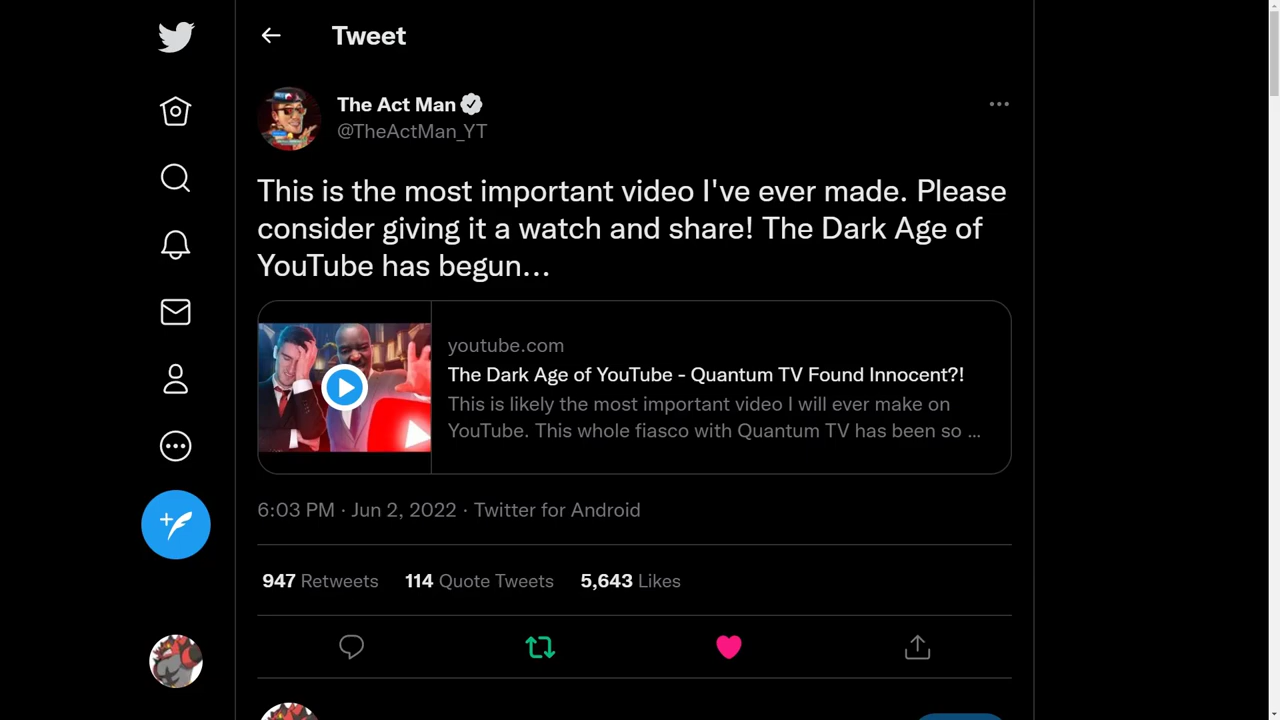 Tweet
The Act Man
@TheActMan_YT
This is the most important video I've ever made. Please
consider giving it a watch and share! The Dark Age of
YouTube has begun...
youtube.com
The Dark Age of YouTube - Quantum TV Found Innocent?!
This is likely the most important video I will ever make on
YouTube. This whole fiasco with Quantum TV has been so ...
6:03 PM · Jun 2, 2022 · Twitter for Android
947 Retweets 114 Quote Tweets 5,643 Likes